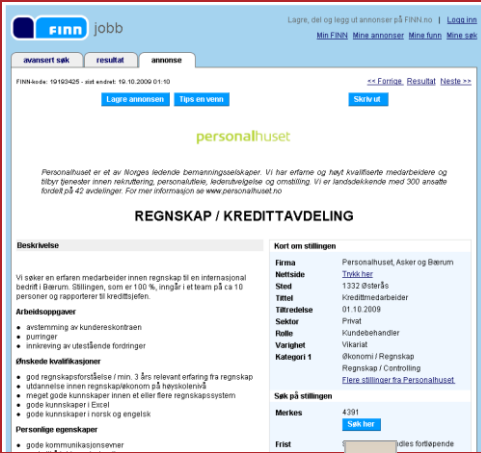 FINN jobb
Lagre, del og legg ut annonser på FINN.no | Logg inn
Min FINN Mine annonser Mine funn Mine søk
avansert søk resultat annonse
FINN-kode: 19193425 - sist endret: 19.10.2009 01:10
<< Forrige Resultat Neste >>
Lagre annonsen Tips en venn Skriv ut
personalhuset
Personalhuset er et av Norges ledende bemanningsselskaper. Vi har erfarne og høyt kvalifiserte medarbeidere og
tilbyr tjenester innen rekruttering, personalutleie, lederutvelgelse og omstilling. Vi er landsdekkende med 300 ansatte
fordelt på 42 avdelinger. For mer informasjon se www.personalhuset.no
REGNSKAP / KREDITTAVDELING
Beskrivelse
Vi søker en erfaren medarbeider innen regnskap til en internasjonal
bedrift i Bærum. Stillingen, som er 100 %, inngår i et team på ca 10
personer og rapporterer til kredittsjefen.
Arbeidsoppgaver
• avstemming av kundereskontraen
• purringer
• innkreving av utestående fordringer
Ønskede kvalifikasjoner
• god regnskapsforståelse / min. 3 års relevant erfaring fra regnskap
• utdannelse innen regnskap/økonom på høyskolenivå
• meget gode kunnskaper innen et eller flere regnskapssystem
• gode kunnskaper i Excel
• gode kunnskaper i norsk og engelsk
Personlige egenskaper
• gode kommunikasjonsevner
Kort om stillingen
Firma Personalhuset, Asker og Bærum
Nettside Trykk her
Sted 1332 Østerås
Tittel Kredittmedarbeider
Tiltredelse 01.10.2009
Sektor Privat
Rolle Kundebehandler
Varighet Vikariat
Kategori 1 Økonomi / Regnskap
Regnskap / Controlling
Flere stillinger fra Personalhuset
Søk på stillingen
Merkes 4391
Søk her
Frist fortløpende